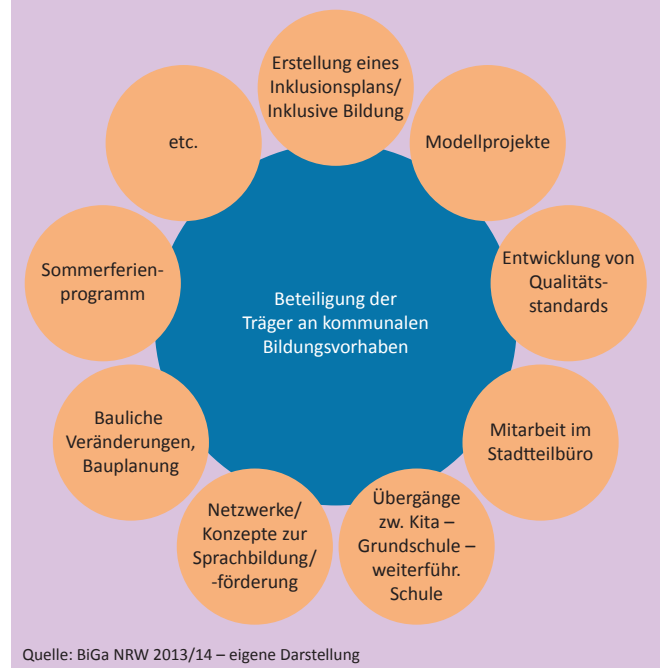 Erstellung eines
Inklusionsplans/
Inklusive Bildung
Modellprojekte
Entwicklung von
Qualitäts-
standards
Mitarbeit im
Stadtteilbüro
Übergänge
zw. Kita –
Grundschule –
weiterführ.
Schule
Netzwerke/
Konzepte zur
Sprachbildung/
-förderung
Bauliche
Veränderungen,
Bauplanung
Sommerferien-
programm
etc.
Beteiligung der
Träger an kommunalen
Bildungsvorhaben
Quelle: BiGa NRW 2013/14 – eigene Darstellung